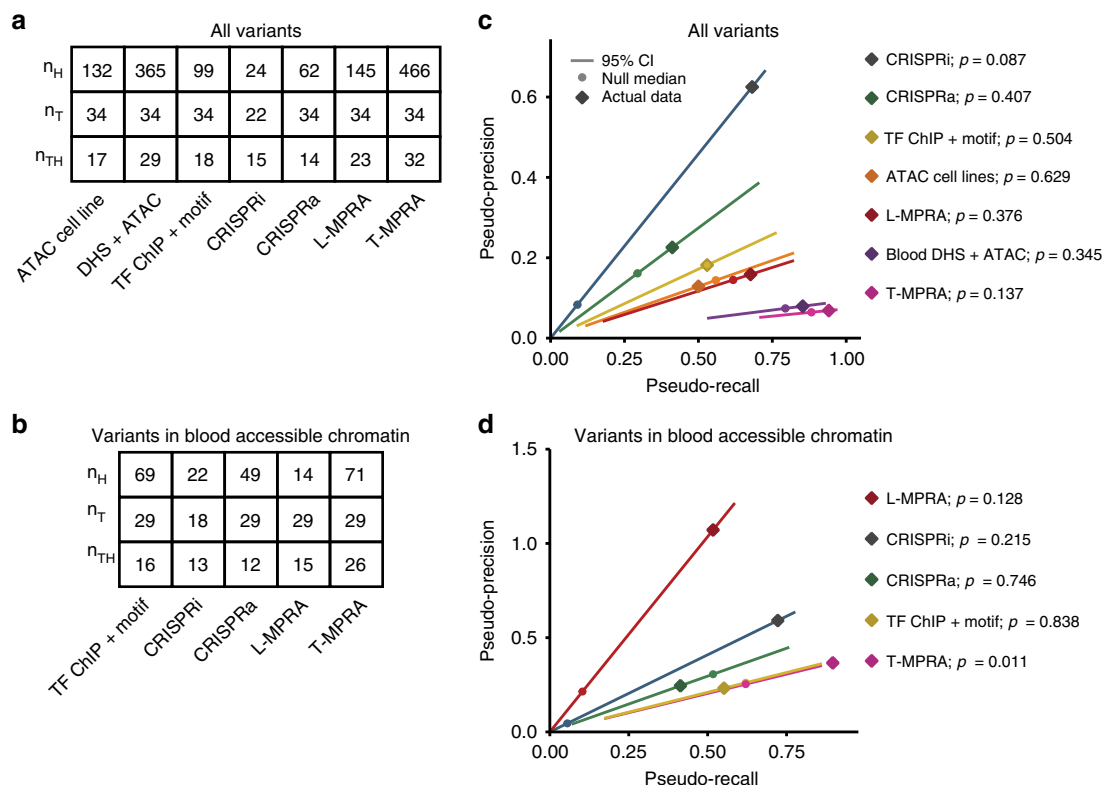 a
All variants
n_H 132 365 99 24 62 145 466
n_T 34 34 34 22 34 34 34
n_TH 17 29 18 15 14 23 32
ATAC cell line
DHS + ATAC
TF ChIP + motif
CRISPRi
CRISPRa
L-MPRA
T-MPRA
b
Variants in blood accessible chromatin
n_H 69 22 49 14 71
n_T 29 18 29 29 29
n_TH 16 13 12 15 26
TF ChIP + motif
CRISPRi
CRISPRa
L-MPRA
T-MPRA
c
All variants
95% CI
Null median
Actual data
Pseudo-precision
0.6
0.4
0.2
0.0
0.00 0.25 0.50 0.75 1.00
Pseudo-recall
CRISPRi; p = 0.087
CRISPRa; p = 0.407
TF ChIP + motif; p = 0.504
ATAC cell lines; p = 0.629
L-MPRA; p = 0.376
Blood DHS + ATAC; p = 0.345
T-MPRA; p = 0.137
d
Variants in blood accessible chromatin
Pseudo-precision
1.5
1.0
0.5
0.0
0.00 0.25 0.50 0.75
Pseudo-recall
L-MPRA; p = 0.128
CRISPRi; p = 0.215
CRISPRa; p = 0.746
TF ChIP + motif; p = 0.838
T-MPRA; p = 0.011